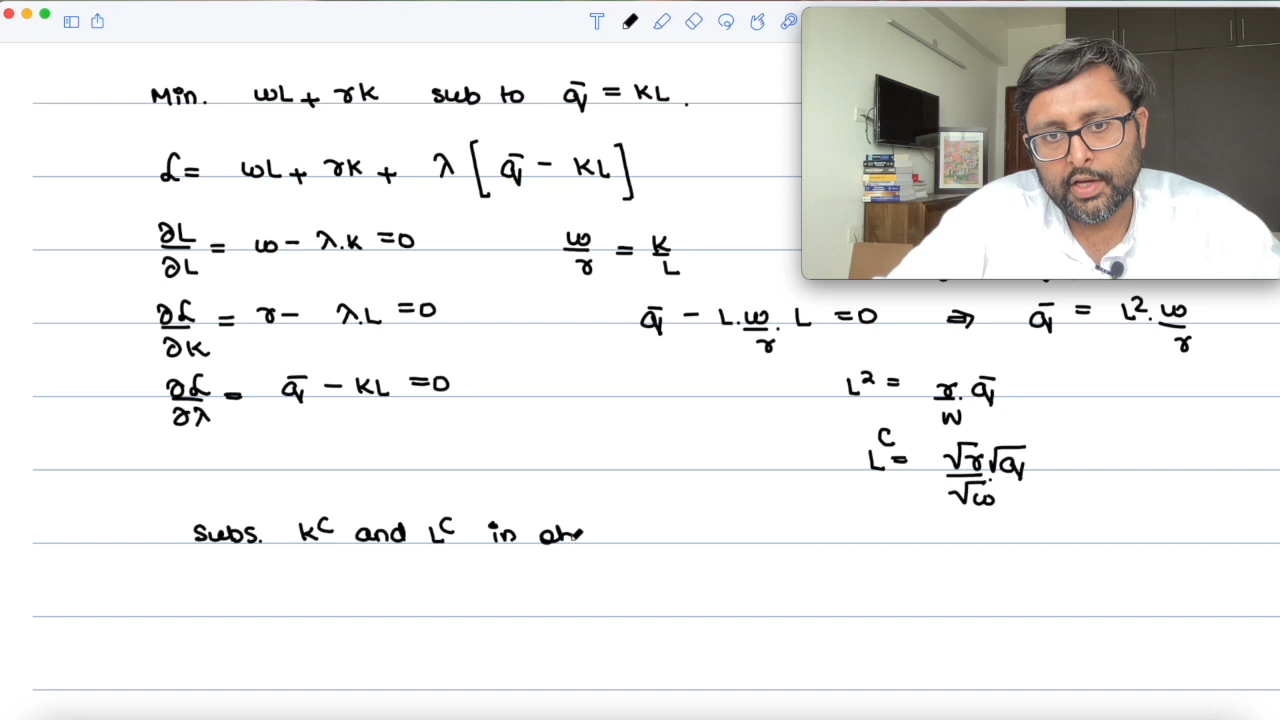 Min. wL + rK sub to q̄ = KL.
ℒ = wL + rK + λ [ q̄ - KL ]
∂L/∂L = w - λ.K = 0
w/r = K/L
∂ℒ/∂K = r - λ.L = 0
q̄ - L.w/r. L = 0 ⇒ q̄ = L². w/r
∂ℒ/∂λ = q̄ - KL = 0
L² = r/w. q̄
L^C = √r/√w.√q
Subs. K^C and L^C in